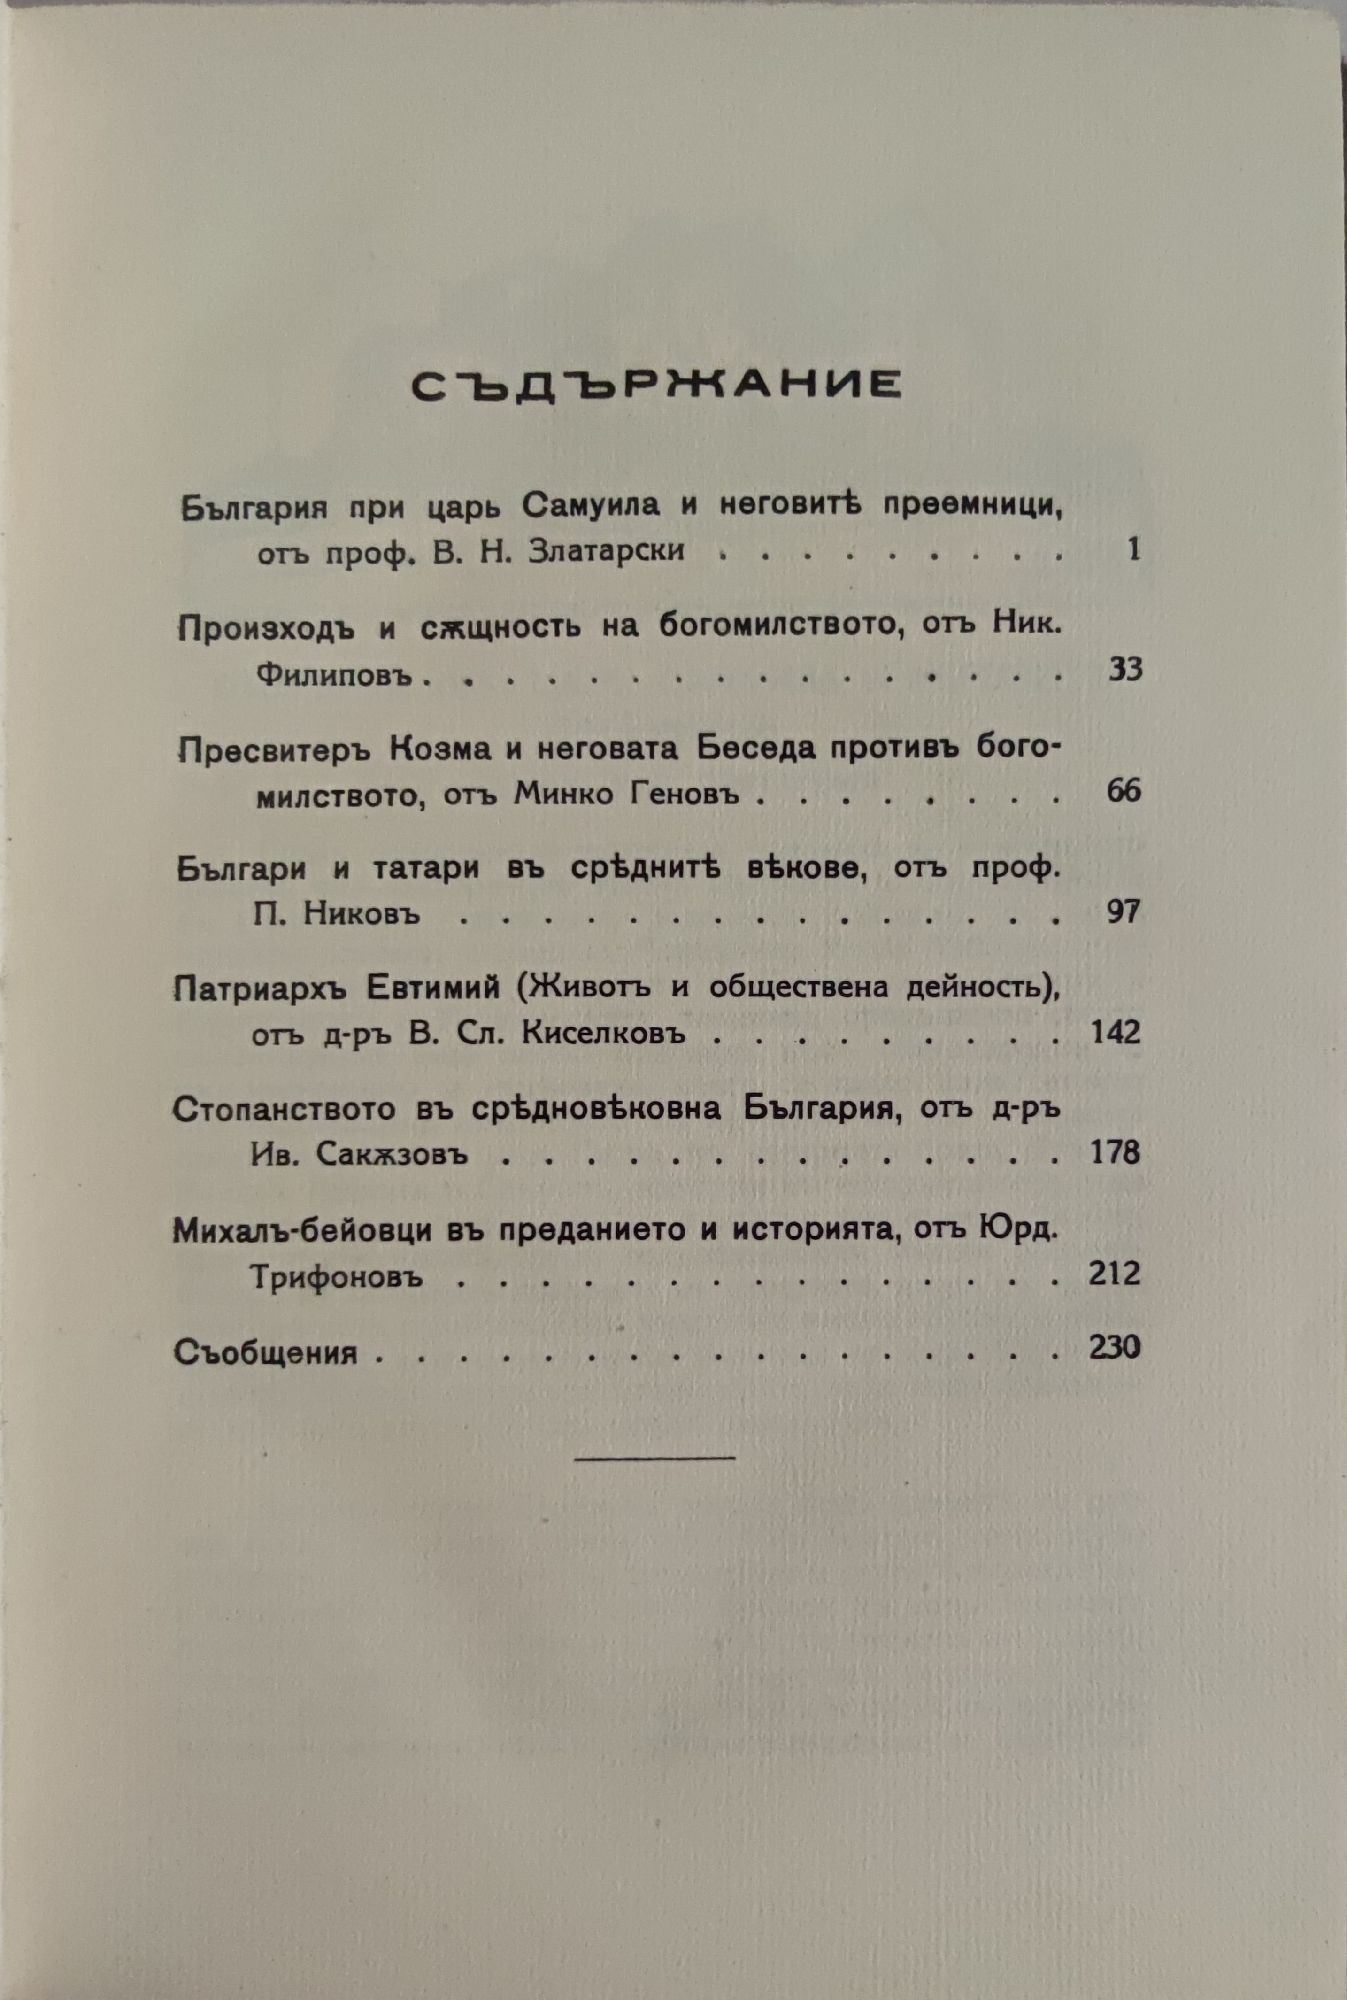 СЪДЪРЖАНИЕ
България при царь Самуила и неговитѣ преемници,
отъ проф. В. Н. Златарски . . . . . . . . . 1
Произходъ и сѫщность на богомилството, отъ Ник.
Филиповъ . . . . . . . . . . . . . . . . 33
Пресвитеръ Козма и неговата Беседа противъ бого-
милството, отъ Минко Геновъ . . . . . . . . 66
Българи и татари въ срѣднитѣ вѣкове, отъ проф.
П. Никовъ . . . . . . . . . . . . . . . 97
Патриархъ Евтимий (Животъ и обществена дейность),
отъ д-ръ В. Сл. Киселковъ . . . . . . . . . 142
Стопанството въ срѣдновѣковна България, отъ д-ръ
Ив. Сакѫзовъ . . . . . . . . . . . . . . 178
Михалъ-бейовци въ преданието и историята, отъ Юрд.
Трифоновъ . . . . . . . . . . . . . . . 212
Съобщения . . . . . . . . . . . . . . . . . 230